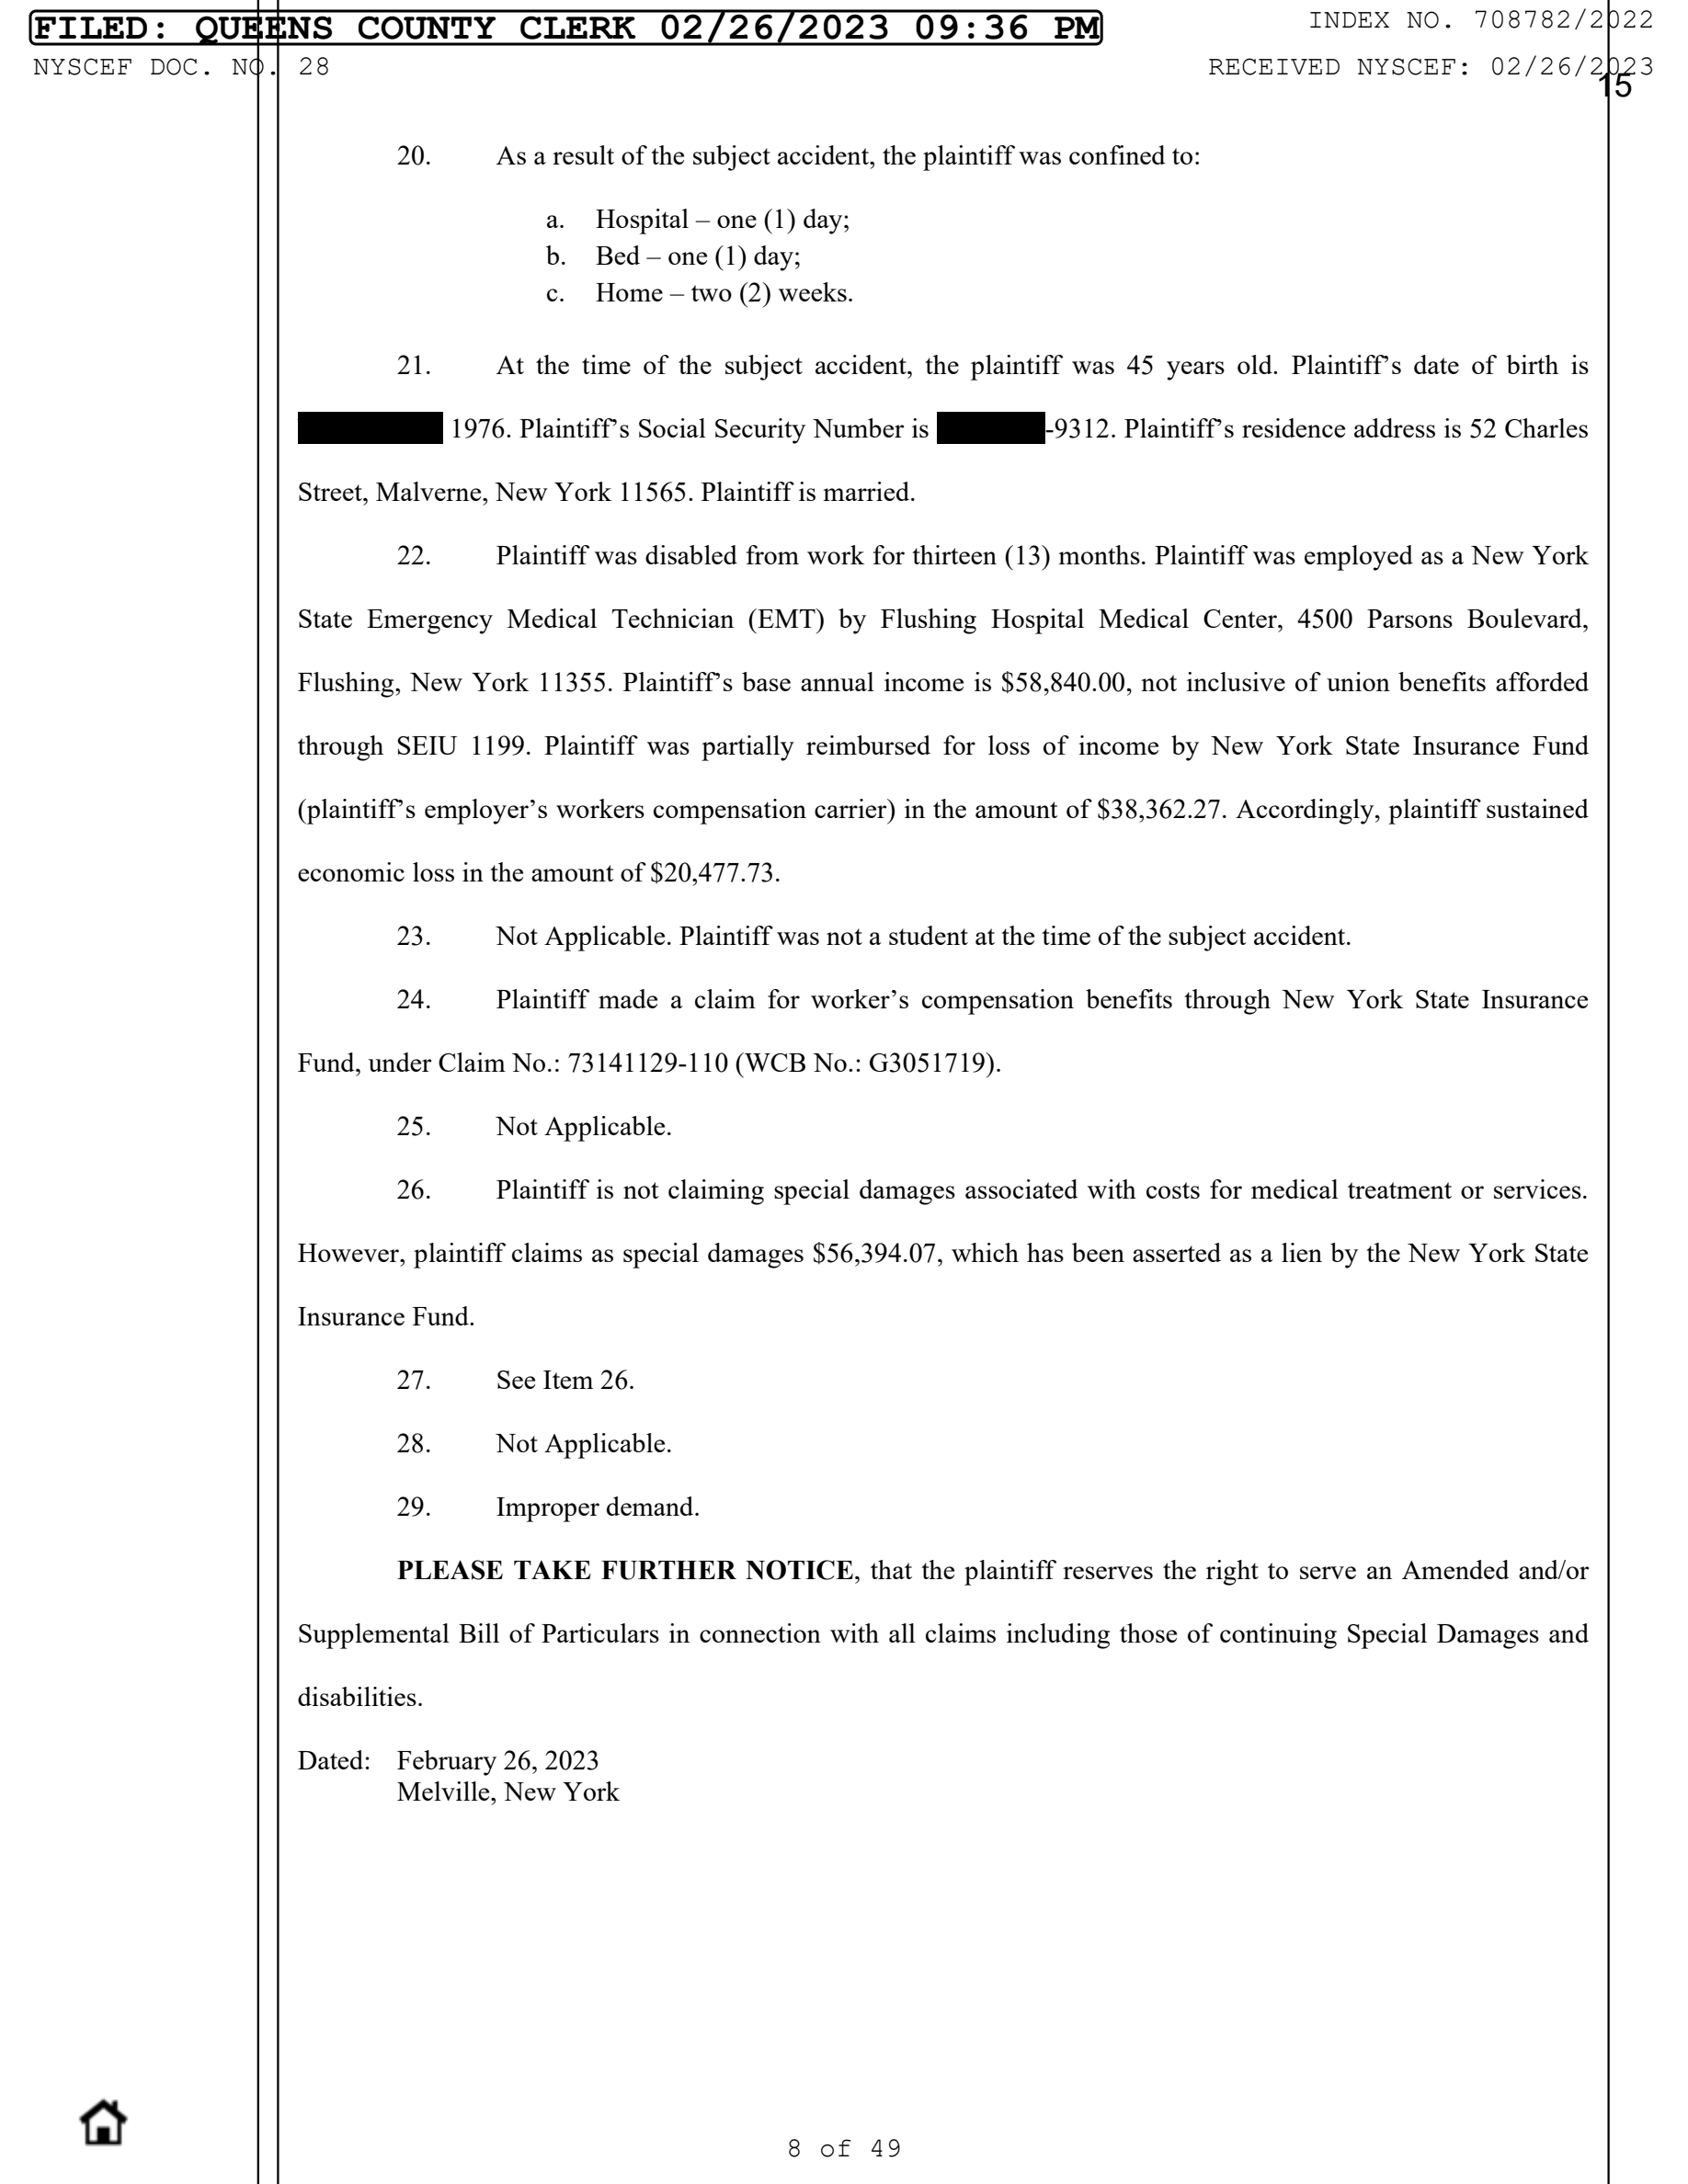 FILED: QUEENS COUNTY CLERK 02/26/2023 09:36 PM
INDEX NO. 708782/2022
NYSCEF DOC. NO. 28
RECEIVED NYSCEF: 02/26/2023
15
20. As a result of the subject accident, the plaintiff was confined to:
a. Hospital – one (1) day;
b. Bed – one (1) day;
c. Home – two (2) weeks.
21. At the time of the subject accident, the plaintiff was 45 years old. Plaintiff’s date of birth is
1976. Plaintiff’s Social Security Number is -9312. Plaintiff’s residence address is 52 Charles
Street, Malverne, New York 11565. Plaintiff is married.
22. Plaintiff was disabled from work for thirteen (13) months. Plaintiff was employed as a New York
State Emergency Medical Technician (EMT) by Flushing Hospital Medical Center, 4500 Parsons Boulevard,
Flushing, New York 11355. Plaintiff’s base annual income is $58,840.00, not inclusive of union benefits afforded
through SEIU 1199. Plaintiff was partially reimbursed for loss of income by New York State Insurance Fund
(plaintiff’s employer’s workers compensation carrier) in the amount of $38,362.27. Accordingly, plaintiff sustained
economic loss in the amount of $20,477.73.
23. Not Applicable. Plaintiff was not a student at the time of the subject accident.
24. Plaintiff made a claim for worker’s compensation benefits through New York State Insurance
Fund, under Claim No.: 73141129-110 (WCB No.: G3051719).
25. Not Applicable.
26. Plaintiff is not claiming special damages associated with costs for medical treatment or services.
However, plaintiff claims as special damages $56,394.07, which has been asserted as a lien by the New York State
Insurance Fund.
27. See Item 26.
28. Not Applicable.
29. Improper demand.
PLEASE TAKE FURTHER NOTICE, that the plaintiff reserves the right to serve an Amended and/or
Supplemental Bill of Particulars in connection with all claims including those of continuing Special Damages and
disabilities.
Dated: February 26, 2023
Melville, New York
8 of 49